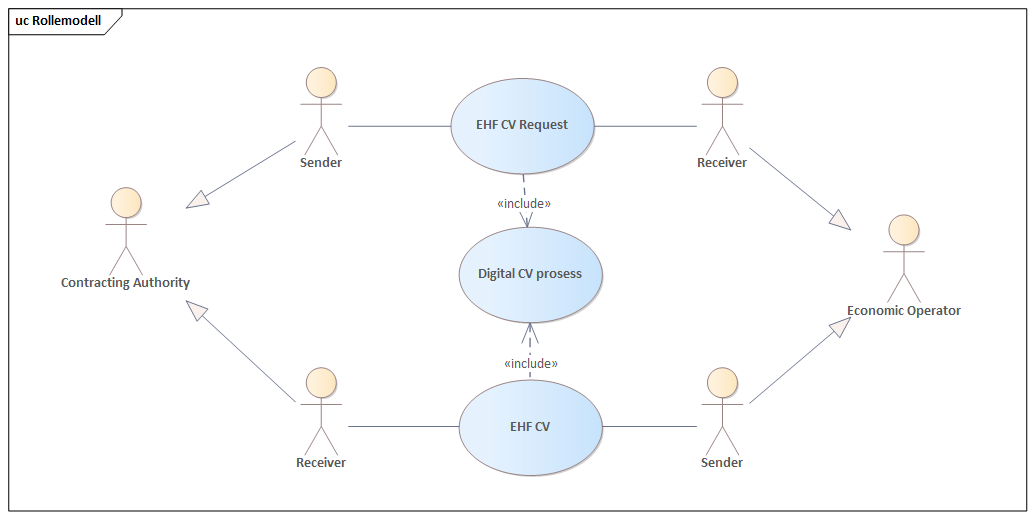 uc Rollemodell
EHF CV Request
Sender
Receiver
«include»
Digital CV prosess
Contracting Authority
Economic Operator
«include»
EHF CV
Receiver
Sender